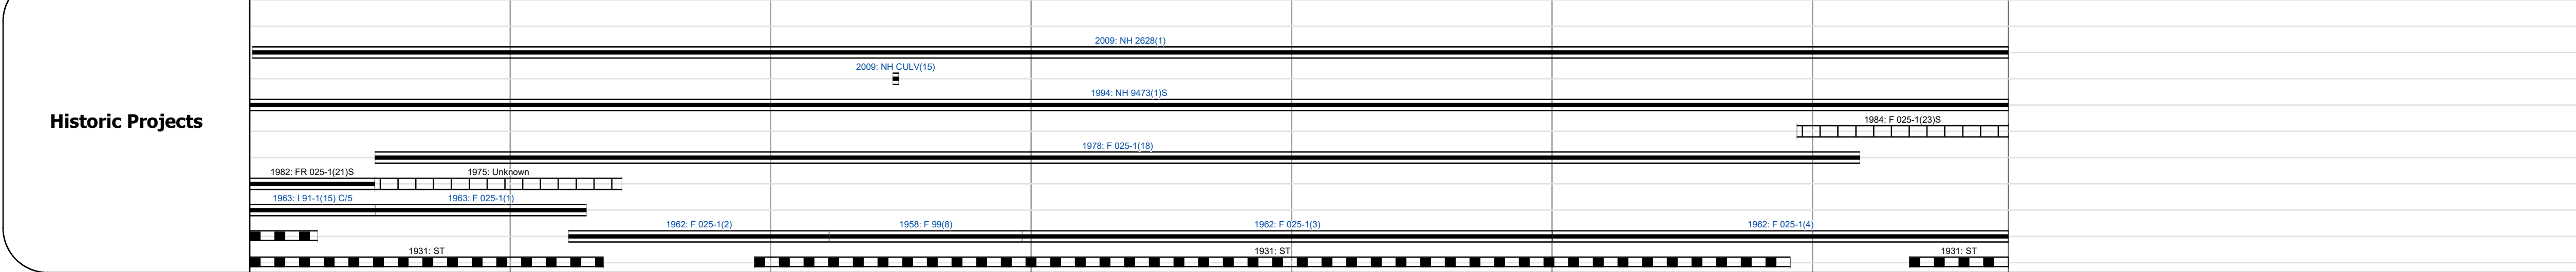 2009: NH 2628(1)
2009: NH CULV(15)
1994: NH 9473(1)S
Historic Projects
1984: F 025-1(23)S
1978: F 025-1(18)
1982: FR 025-1(21)S 1975: Unknown
1963: I 91-1(15) C/5 1963: F 025-1(1)
1962: F 025-1(2) 1958: F 99(8) 1962: F 025-1(3) 1962: F 025-1(4)
1931: ST 1931: ST 1931: ST